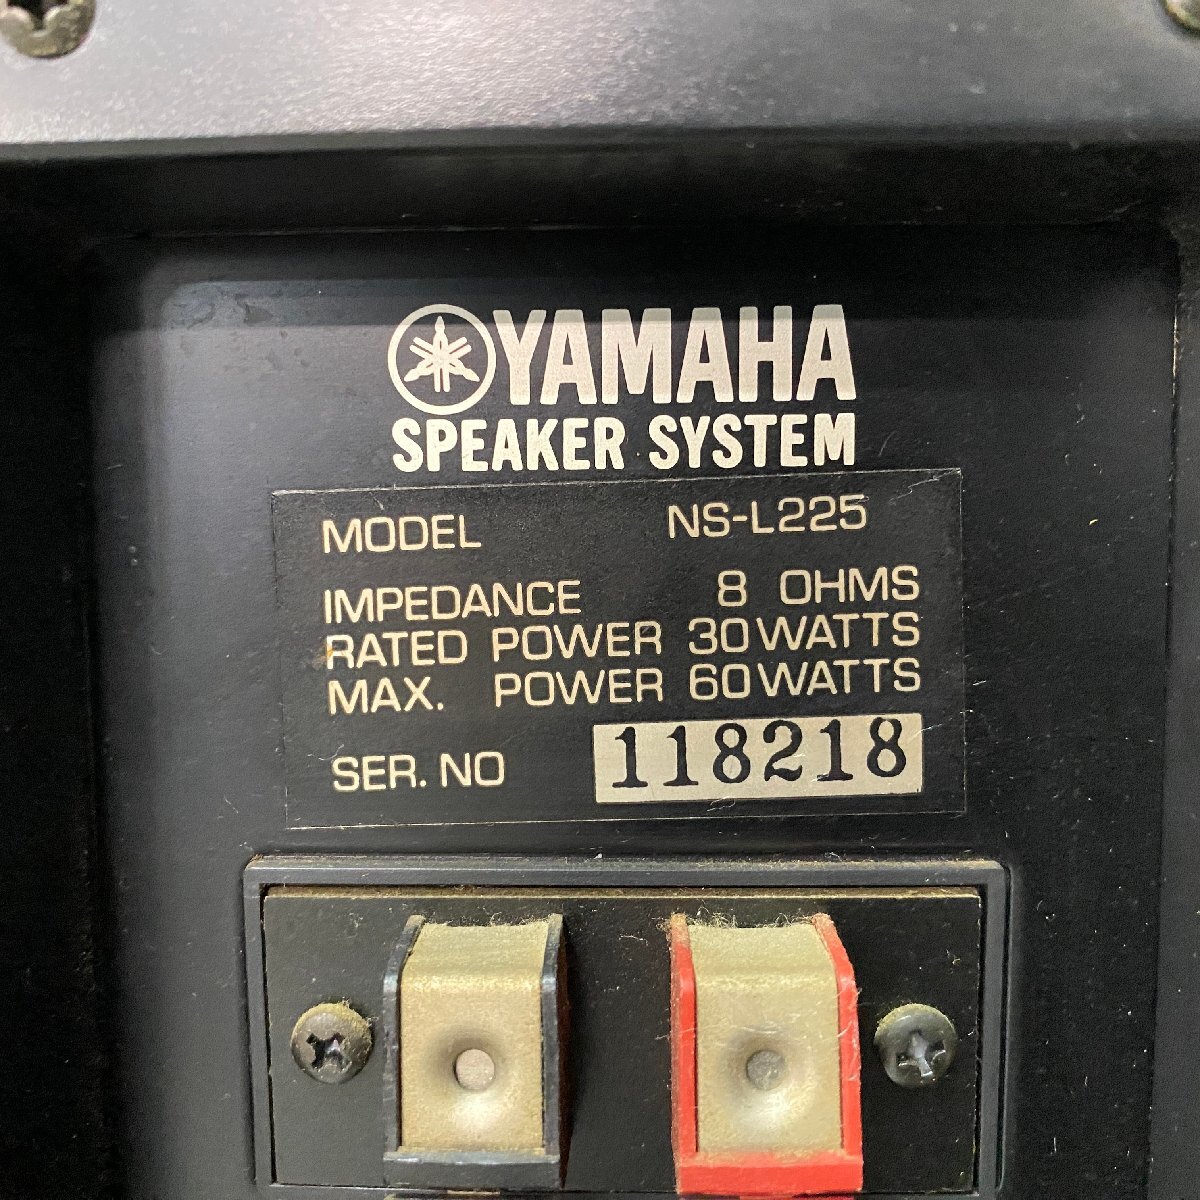 YAMAHA
SPEAKER SYSTEM
MODEL NS-L225
IMPEDANCE 8 OHMS
RATED POWER 30 WATTS
MAX. POWER 60 WATTS
SER. NO 118218